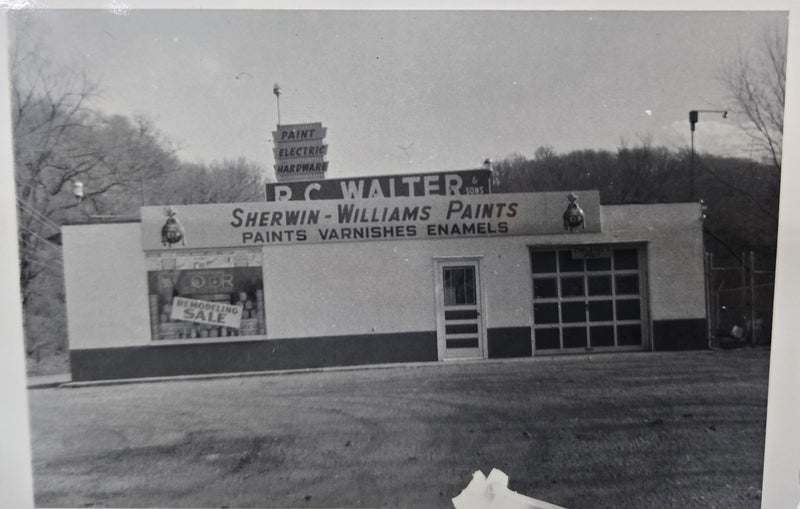 PAINT
ELECTRIC
HARDWARE
R.C. WALTER & SONS
SHERWIN-WILLIAMS PAINTS
PAINTS VARNISHES ENAMELS
REMODELING
SALE